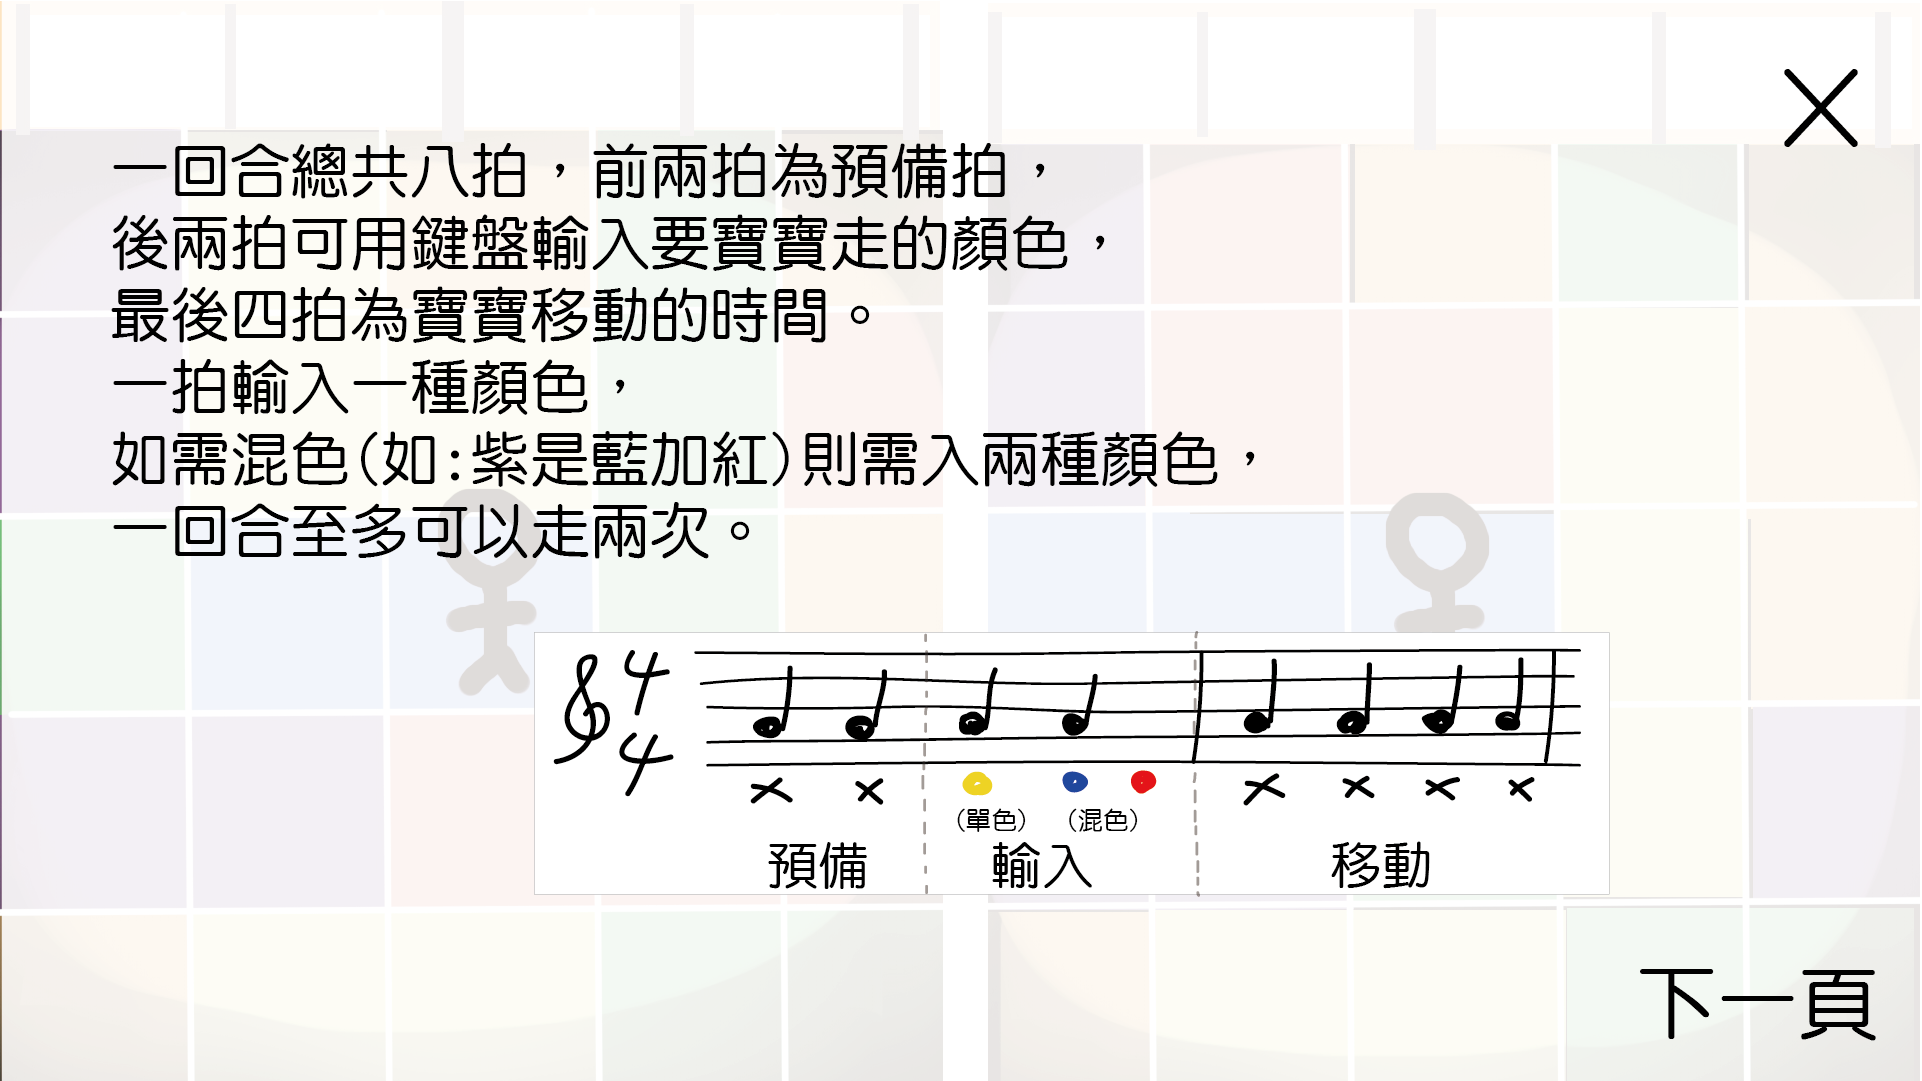 一回合總共八拍，前兩拍為預備拍，
後兩拍可用鍵盤輸入要寶寶走的顏色，
最後四拍為寶寶移動的時間。
一拍輸入一種顏色，
如需混色(如:紫是藍加紅)則需入兩種顏色，
一回合至多可以走兩次。
4
4
(單色) (混色)
預備 輸入 移動
下一頁